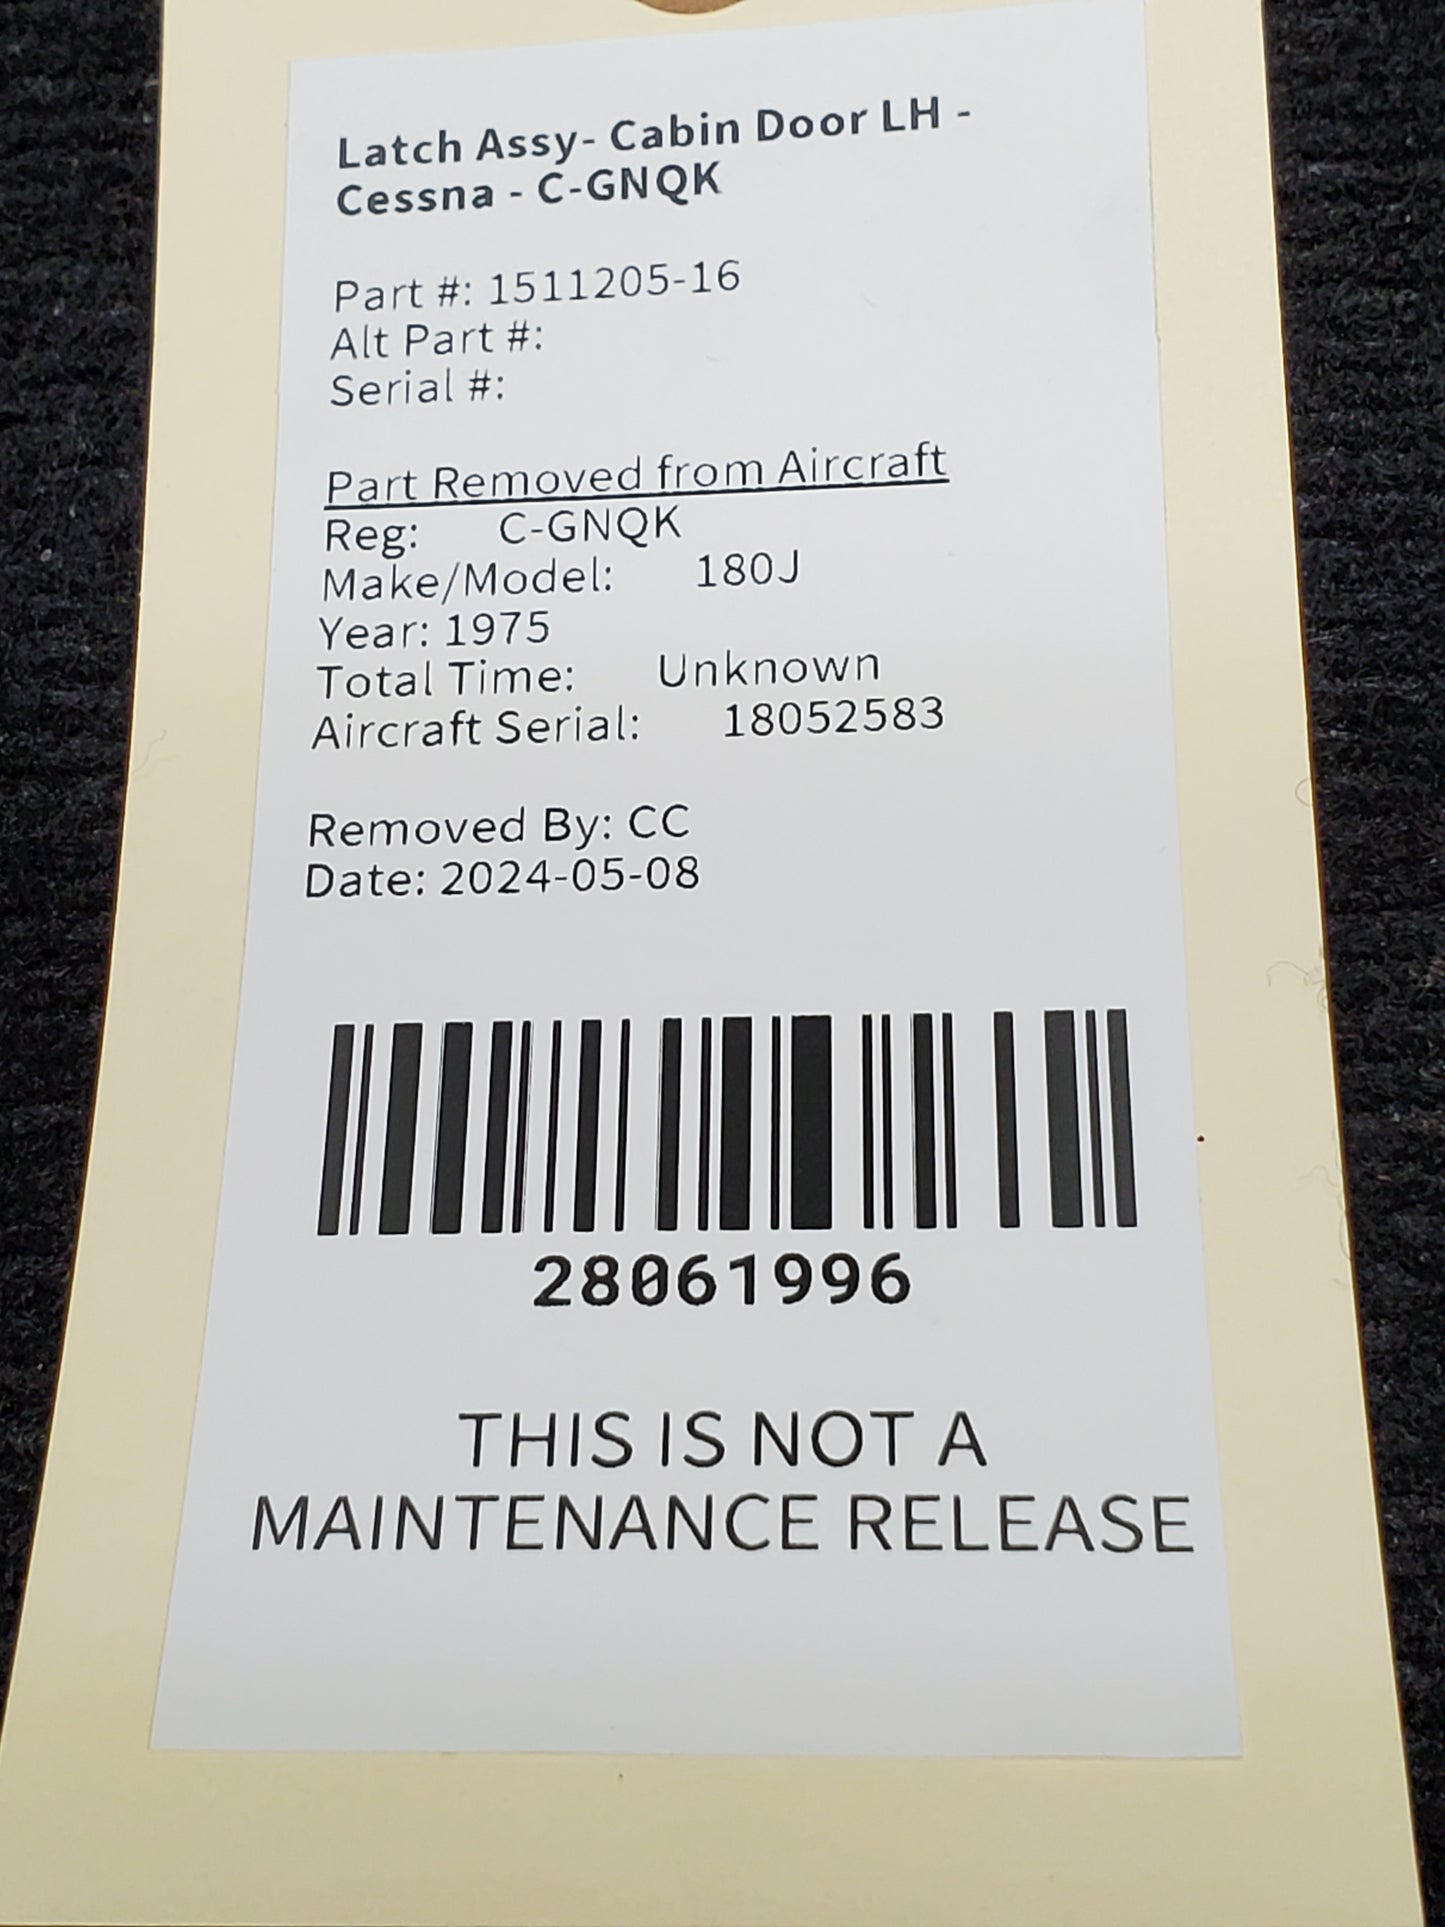 Latch Assy- Cabin Door LH -
Cessna - C-GNQK
Part #: 1511205-16
Alt Part #:
Serial #:
Part Removed from Aircraft
Reg: C-GNQK
Make/Model: 180J
Year: 1975
Total Time: Unknown
Aircraft Serial: 18052583
Removed By: CC
Date: 2024-05-08
28061996
THIS IS NOT A
MAINTENANCE RELEASE